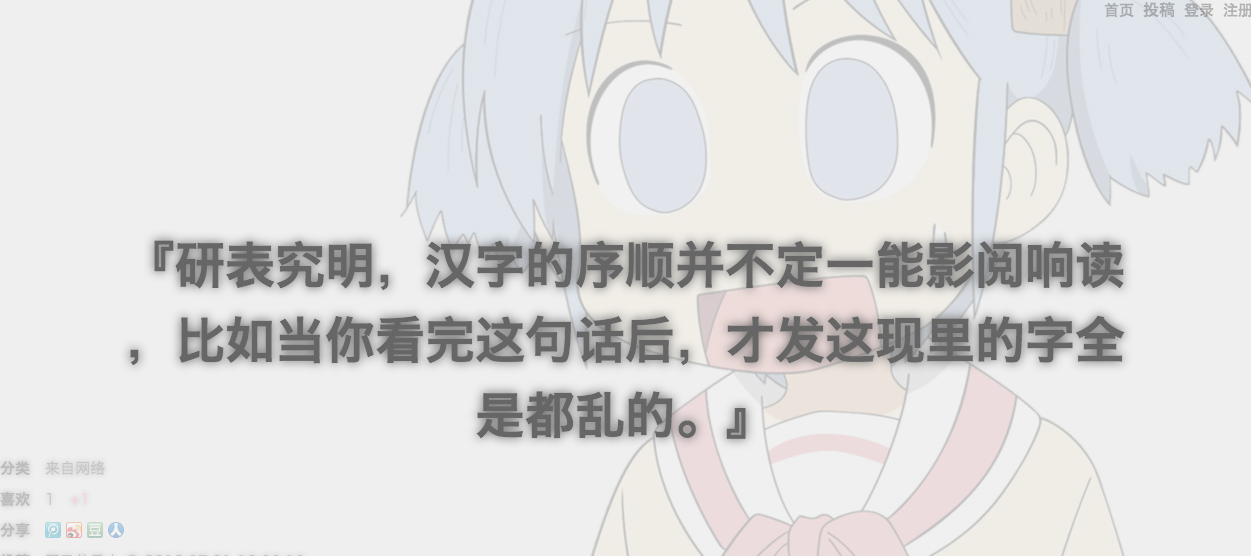 首页 投稿 登录 注册
『研表究明，汉字的序顺并不定一能影阅响读
，比如当你看完这句话后，才发这现里的字全
是都乱的。』
分类 来自网络
喜欢 1 +1
分享